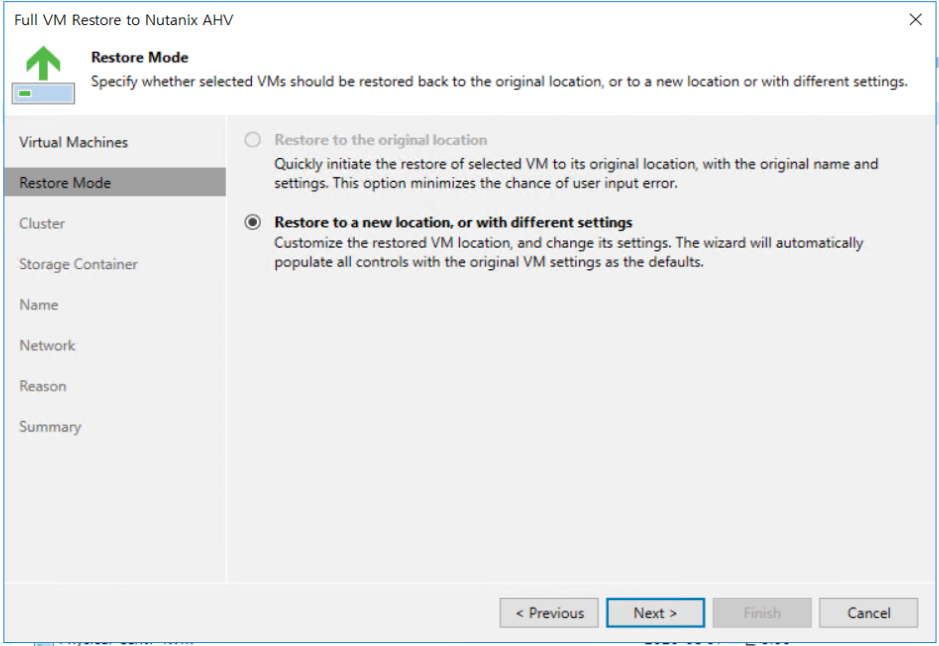 Full VM Restore to Nutanix AHV
Restore Mode
Specify whether selected VMs should be restored back to the original location, or to a new location or with different settings.
Virtual Machines
Restore Mode
Cluster
Storage Container
Name
Network
Reason
Summary
Restore to the original location
Quickly initiate the restore of selected VM to its original location, with the original name and
settings. This option minimizes the chance of user input error.
Restore to a new location, or with different settings
Customize the restored VM location, and change its settings. The wizard will automatically
populate all controls with the original VM settings as the defaults.
< Previous
Next >
Finish
Cancel